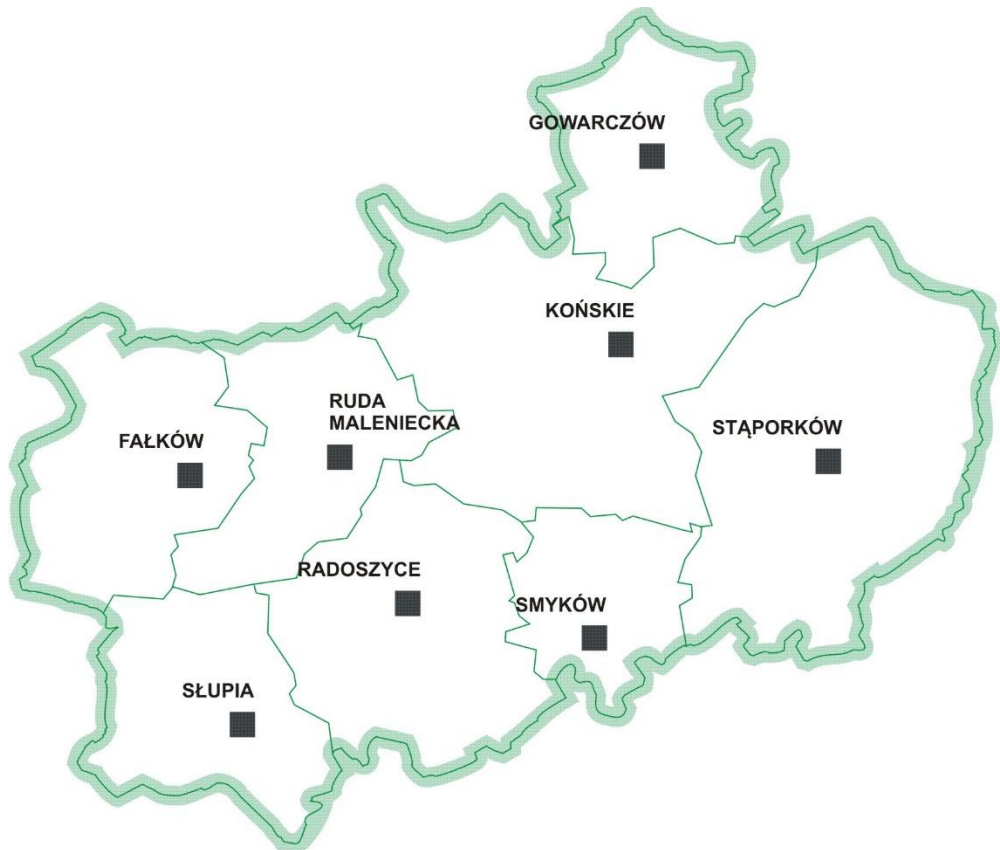 GOWARCZÓW
KOŃSKIE
RUDA
MALENIECKA
STĄPORKÓW
FAŁKÓW
RADOSZYCE
SMYKÓW
SŁUPIA